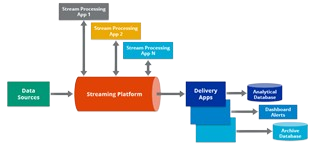 Stream Processing
App 1
Stream Processing
App 2
Stream Processing
App N
Data
Sources
Streaming Platform
Delivery
Apps
Analytical
Database
Dashboard
Alerts
Archive
Database